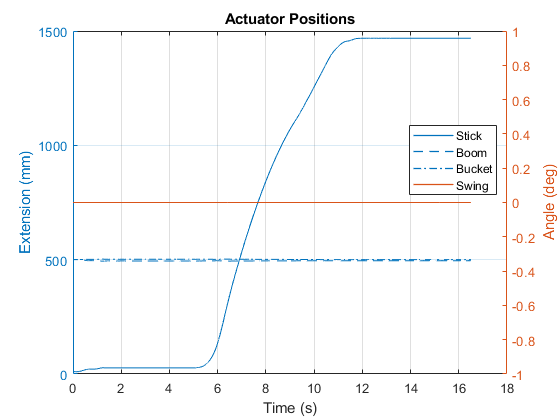 Actuator Positions
1500
1000
500
0
Extension (mm)
1
0.8
0.6
0.4
0.2
0
-0.2
-0.4
-0.6
-0.8
-1
Angle (deg)
Stick
Boom
Bucket
Swing
0 2 4 6 8 10 12 14 16 18
Time (s)